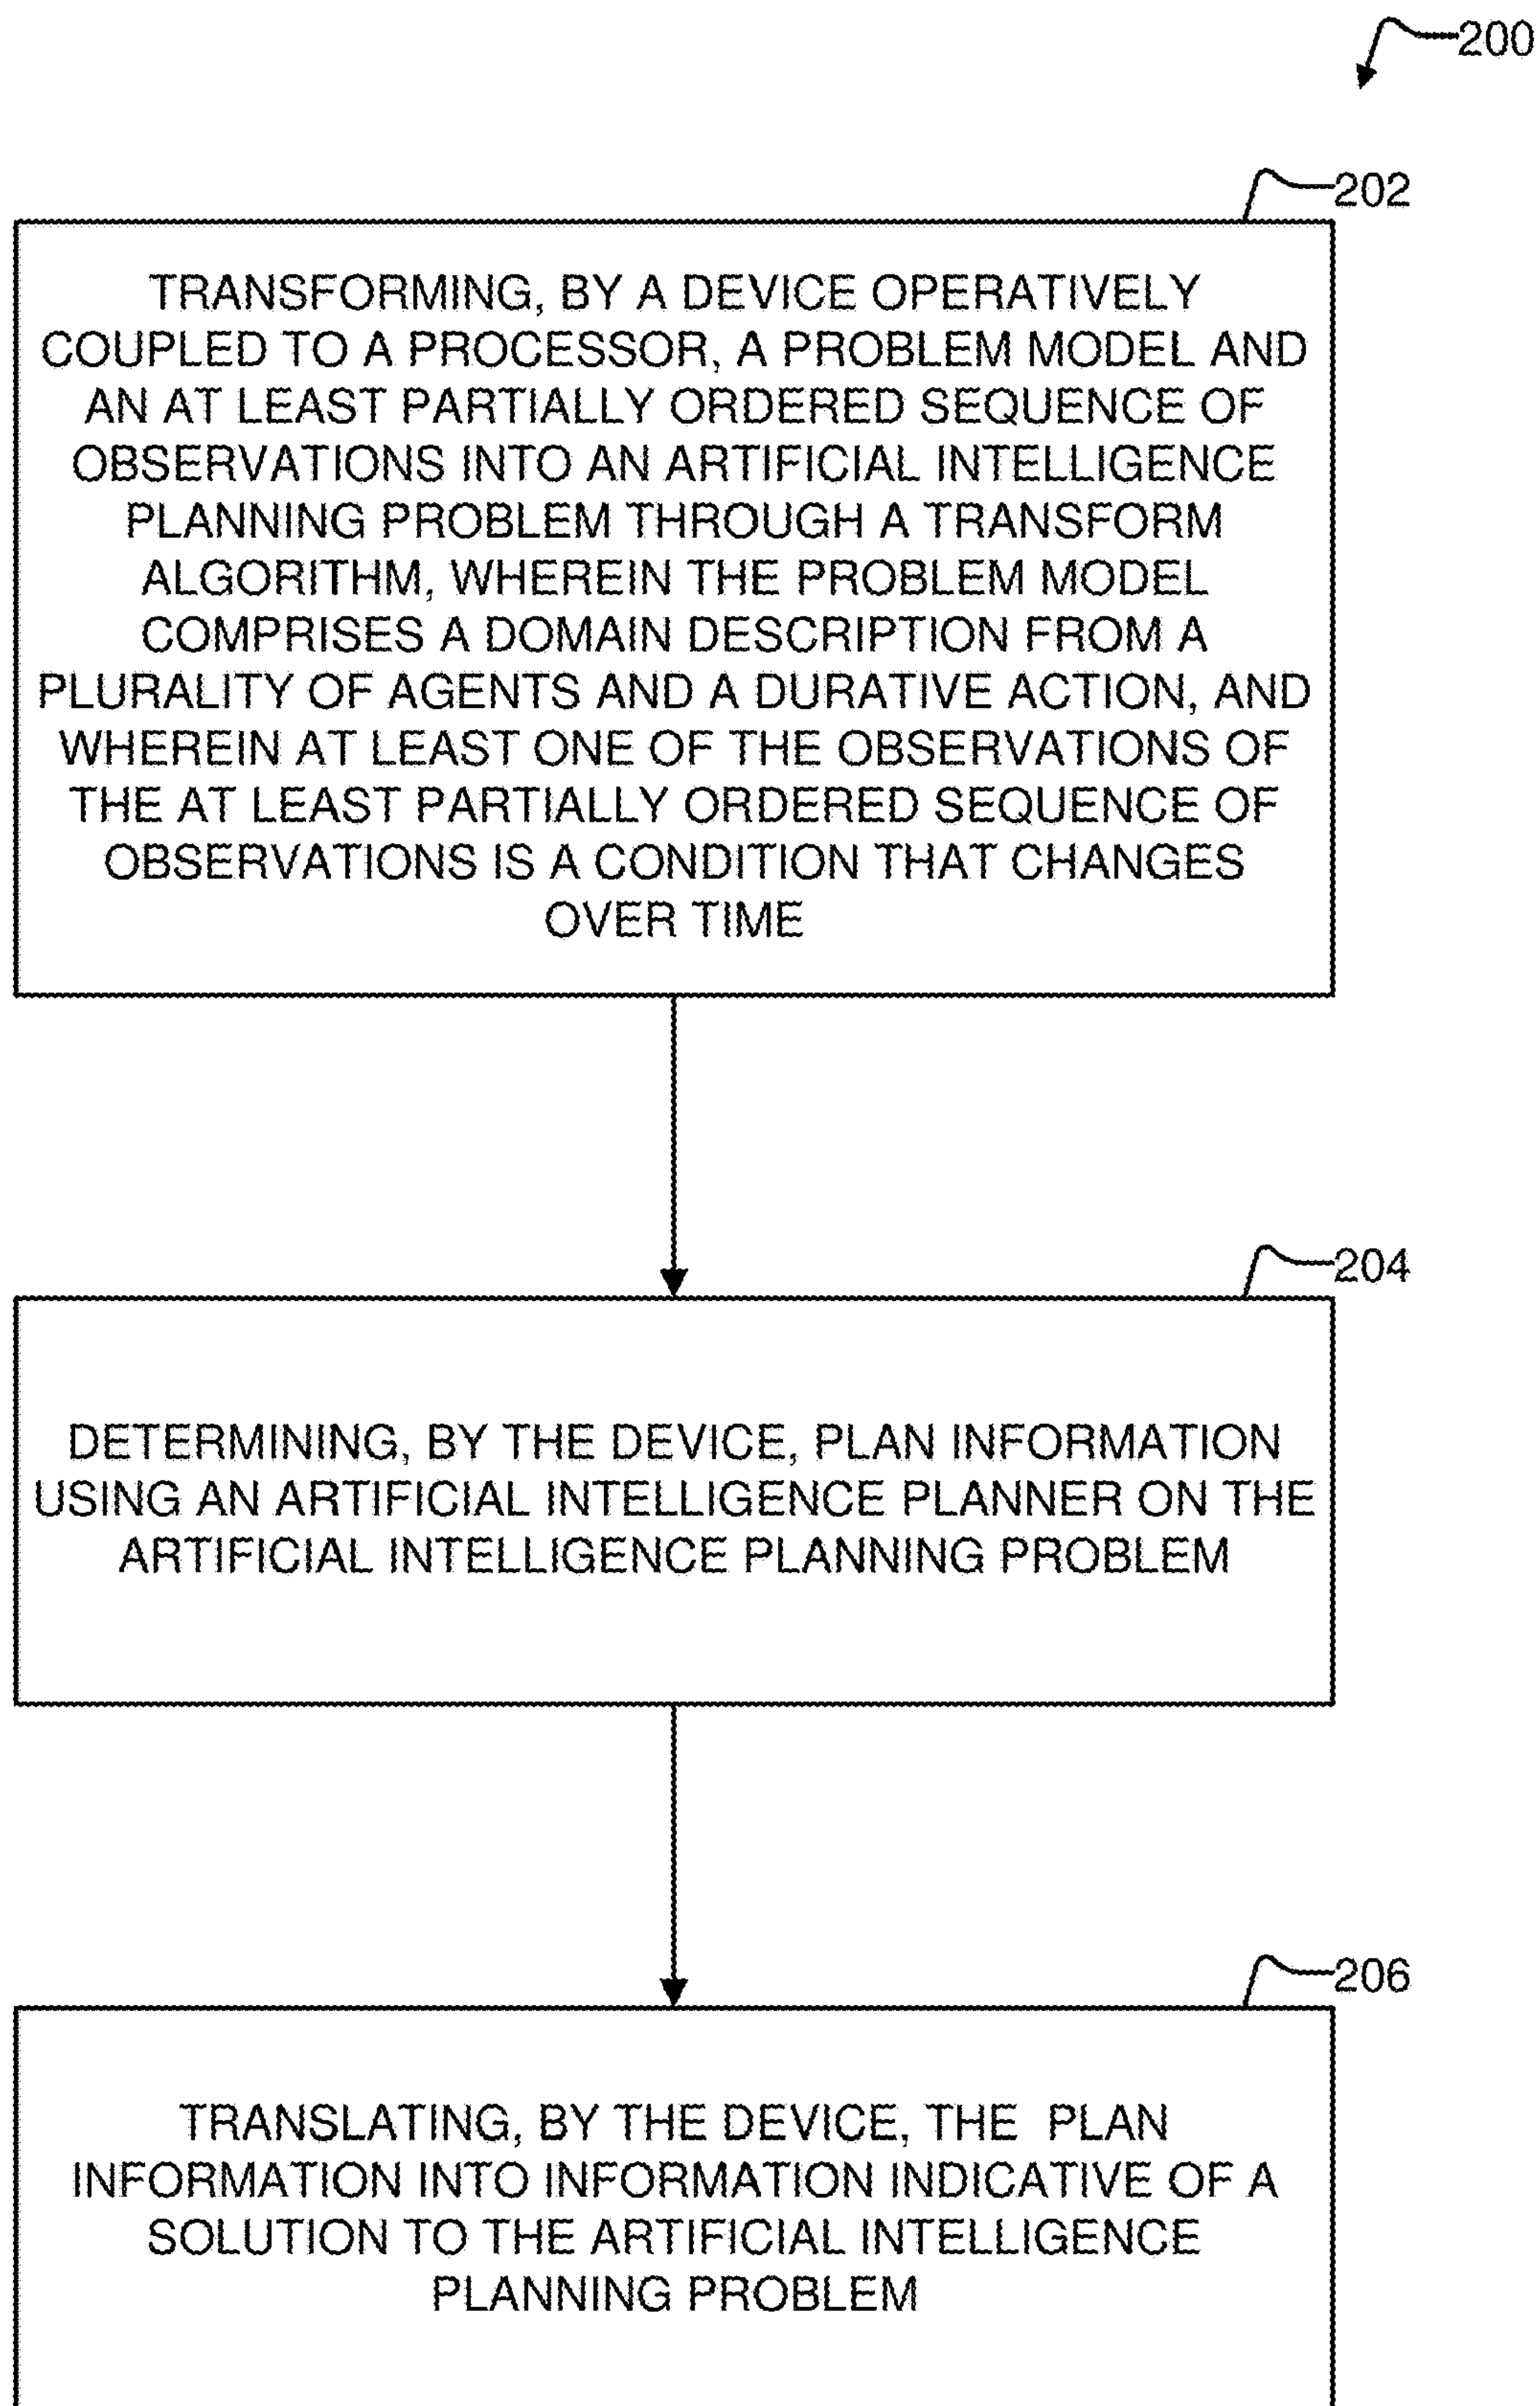 200
202
TRANSFORMING, BY A DEVICE OPERATIVELY
COUPLED TO A PROCESSOR, A PROBLEM MODEL AND
AN AT LEAST PARTIALLY ORDERED SEQUENCE OF
OBSERVATIONS INTO AN ARTIFICIAL INTELLIGENCE
PLANNING PROBLEM THROUGH A TRANSFORM
ALGORITHM, WHEREIN THE PROBLEM MODEL
COMPRISES A DOMAIN DESCRIPTION FROM A
PLURALITY OF AGENTS AND A DURATIVE ACTION, AND
WHEREIN AT LEAST ONE OF THE OBSERVATIONS OF
THE AT LEAST PARTIALLY ORDERED SEQUENCE OF
OBSERVATIONS IS A CONDITION THAT CHANGES
OVER TIME
204
DETERMINING, BY THE DEVICE, PLAN INFORMATION
USING AN ARTIFICIAL INTELLIGENCE PLANNER ON THE
ARTIFICIAL INTELLIGENCE PLANNING PROBLEM
206
TRANSLATING, BY THE DEVICE, THE PLAN
INFORMATION INTO INFORMATION INDICATIVE OF A
SOLUTION TO THE ARTIFICIAL INTELLIGENCE
PLANNING PROBLEM